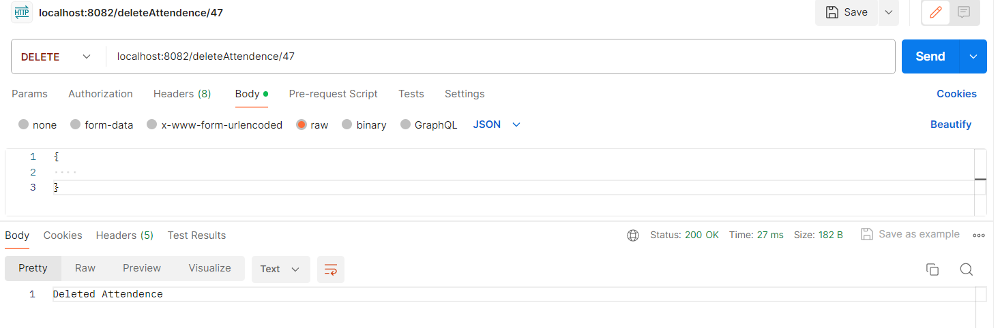 HTTP localhost:8082/deleteAttendence/47 Save
DELETE localhost:8082/deleteAttendence/47 Send
Params Authorization Headers (8) Body Pre-request Script Tests Settings Cookies
none form-data x-www-form-urlencoded raw binary GraphQL JSON Beautify
1 {
2 ····
3 }
Body Cookies Headers (5) Test Results Status: 200 OK Time: 27 ms Size: 182 B Save as example
Pretty Raw Preview Visualize Text
1 Deleted Attendence